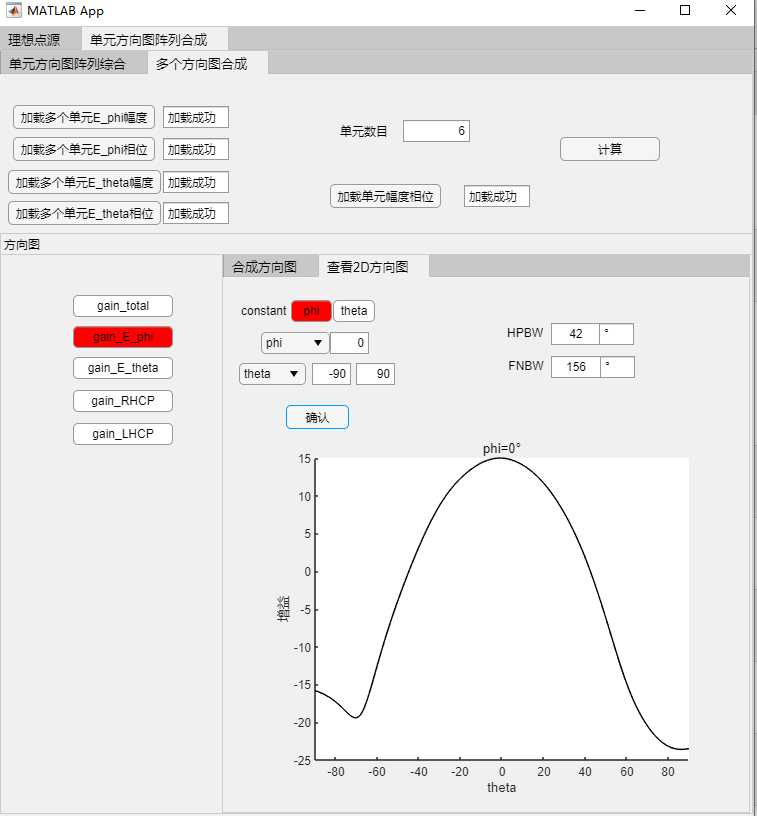 MATLAB App
理想点源 单元方向图阵列合成
单元方向图阵列综合 多个方向图合成
加载多个单元E_phi幅度 加载成功
加载多个单元E_phi相位 加载成功
加载多个单元E_theta幅度 加载成功
加载多个单元E_theta相位 加载成功
单元数目 6
加载单元幅度相位 加载成功
计算
方向图
gain_total
gain_E_phi
gain_E_theta
gain_RHCP
gain_LHCP
合成方向图 查看2D方向图
constant phi theta
phi 0
theta -90 90
确认
HPBW 42 °
FNBW 156 °
phi=0°
15
10
5
0
-5
-10
-15
-20
-25
增益
-80 -60 -40 -20 0 20 40 60 80
theta